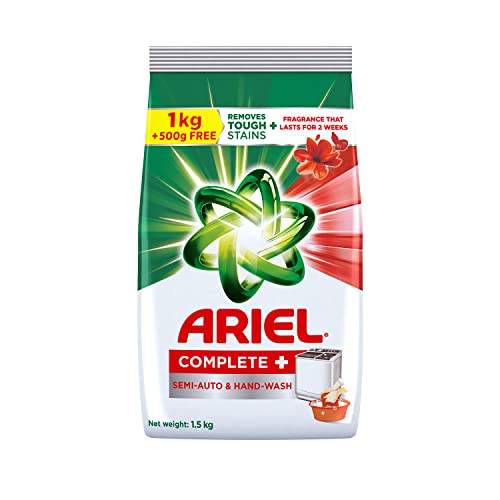 1kg
+500g FREE
REMOVES
TOUGH
STAINS
+
FRAGRANCE THAT
LASTS FOR 2 WEEKS
ARIEL®
COMPLETE +
SEMI-AUTO & HAND-WASH
Net weight: 1.5 kg